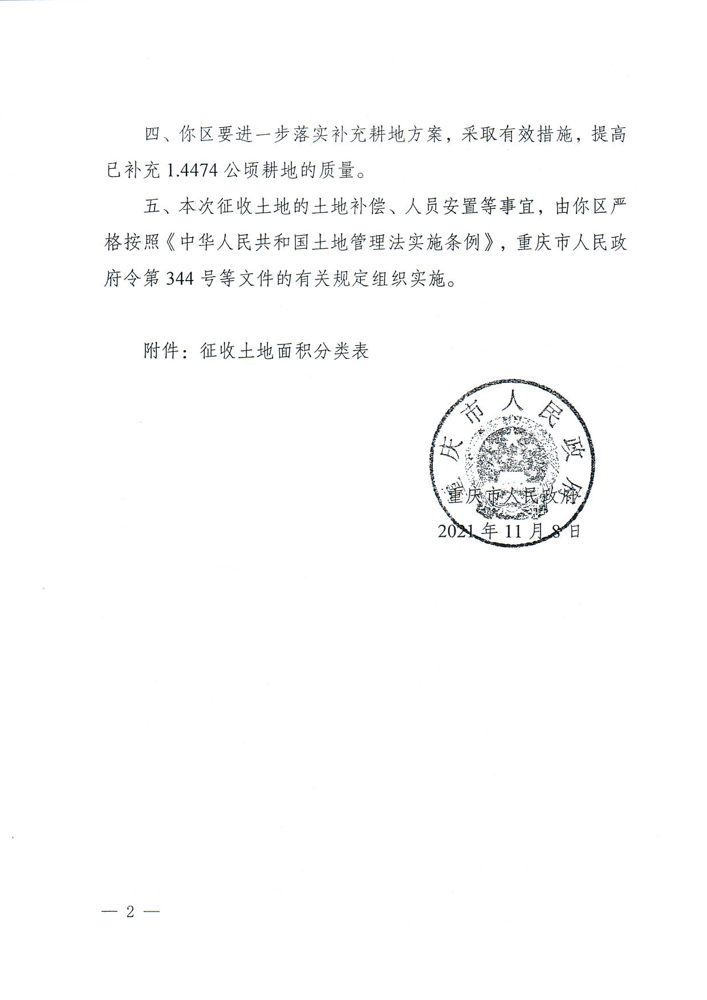 四、你区要进一步落实补充耕地方案，采取有效措施，提高
已补充 1.4474 公顷耕地的质量。
五、本次征收土地的土地补偿、人员安置等事宜，由你区严
格按照《中华人民共和国土地管理法实施条例》，重庆市人民政
府令第 344 号等文件的有关规定组织实施。
附件：征收土地面积分类表
重庆市人民政府
重庆市人民政府
2021 年 11 月 8 日
— 2 —